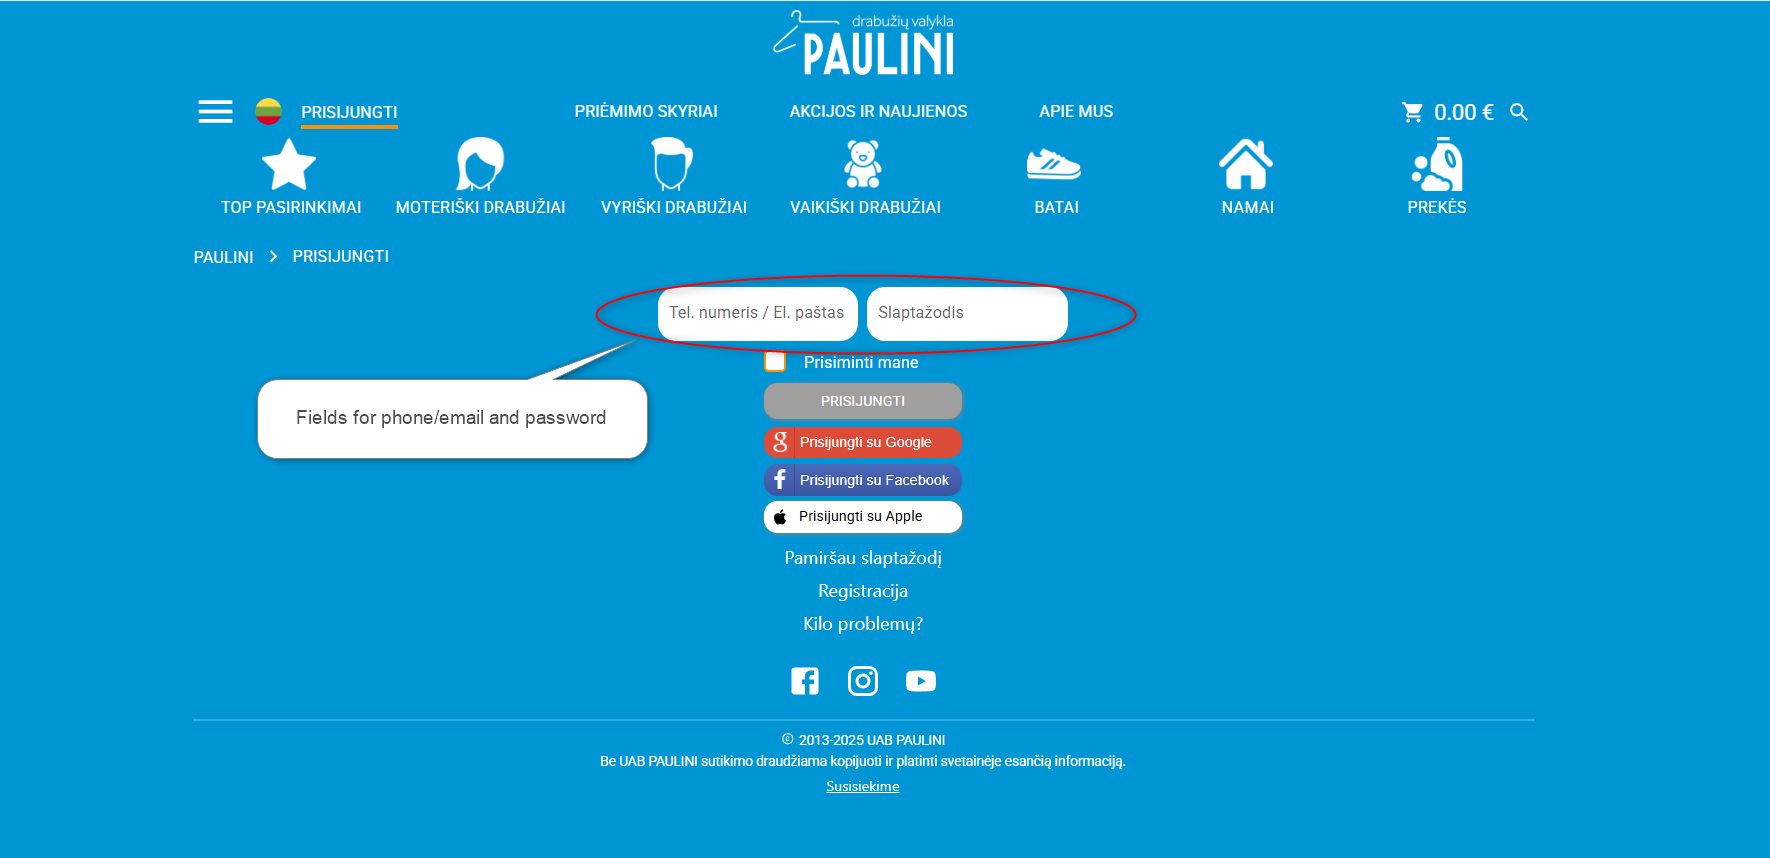 drabužių valykla
PAULINI
PRISIJUNGTI
PRIĖMIMO SKYRIAI
AKCIJOS IR NAUJIENOS
APIE MUS
0.00 €
TOP PASIRINKIMAI
MOTERIŠKI DRABUŽIAI
VYRIŠKI DRABUŽIAI
VAIKIŠKI DRABUŽIAI
BATAI
NAMAI
PREKĖS
PAULINI
PRISIJUNGTI
Tel. numeris / El. paštas
Slaptažodis
Prisiminti mane
Fields for phone/email and password
PRISIJUNGTI
Prisijungti su Google
Prisijungti su Facebook
Prisijungti su Apple
Pamiršau slaptažodį
Registracija
Kilo problemų?
© 2013-2025 UAB PAULINI
Be UAB PAULINI sutikimo draudžiama kopijuoti ir platinti svetainėje esančią informaciją.
Susisiekime